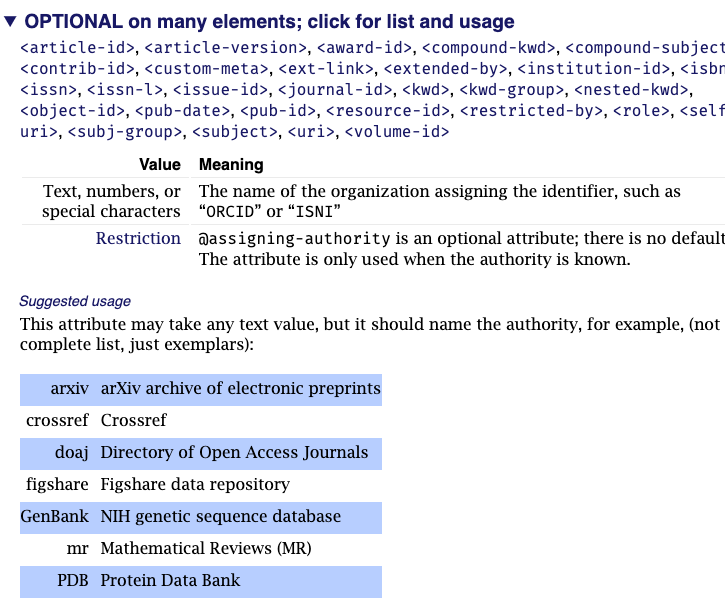 ▼ OPTIONAL on many elements; click for list and usage
<article-id>, <article-version>, <award-id>, <compound-kwd>, <compound-subject
<contrib-id>, <custom-meta>, <ext-link>, <extended-by>, <institution-id>, <isbn
<issn>, <issn-l>, <issue-id>, <journal-id>, <kwd>, <kwd-group>, <nested-kwd>,
<object-id>, <pub-date>, <pub-id>, <resource-id>, <restricted-by>, <role>, <self
uri>, <subj-group>, <subject>, <uri>, <volume-id>
Value Meaning
Text, numbers, or The name of the organization assigning the identifier, such as
special characters “ORCID” or “ISNI”
Restriction @assigning-authority is an optional attribute; there is no default
The attribute is only used when the authority is known.
Suggested usage
This attribute may take any text value, but it should name the authority, for example, (not
complete list, just exemplars):
arxiv arXiv archive of electronic preprints
crossref Crossref
doaj Directory of Open Access Journals
figshare Figshare data repository
GenBank NIH genetic sequence database
mr Mathematical Reviews (MR)
PDB Protein Data Bank